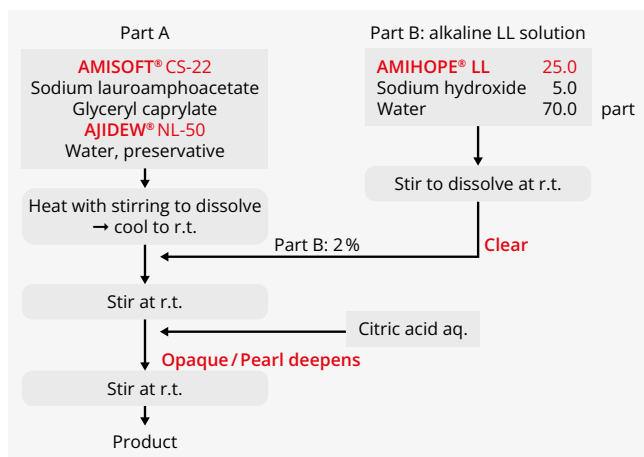 Part A
AMISOFT® CS-22
Sodium lauroamphoacetate
Glyceryl caprylate
AJIDEW® NL-50
Water, preservative
Heat with stirring to dissolve
→ cool to r.t.
Part B: alkaline LL solution
AMIHOPE® LL 25.0
Sodium hydroxide 5.0
Water 70.0 part
Stir to dissolve at r.t.
Part B: 2 % Clear
Stir at r.t.
Citric acid aq.
Opaque / Pearl deepens
Stir at r.t.
Product